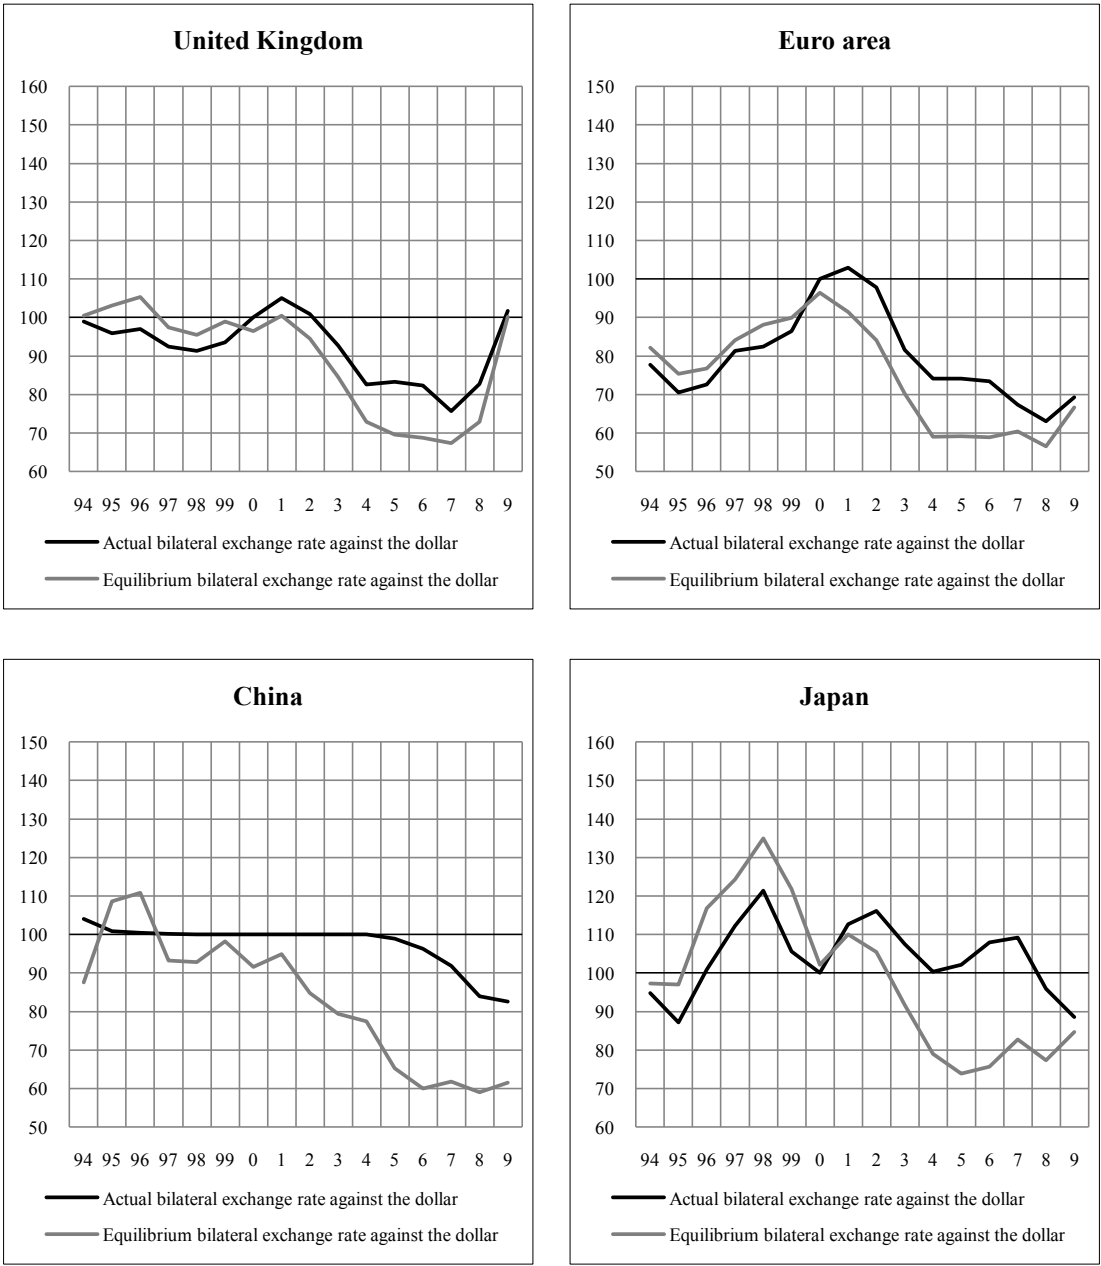 United Kingdom
160
150
140
130
120
110
100
90
80
70
60
94 95 96 97 98 99 0 1 2 3 4 5 6 7 8 9
Actual bilateral exchange rate against the dollar
Equilibrium bilateral exchange rate against the dollar
Euro area
150
140
130
120
110
100
90
80
70
60
50
94 95 96 97 98 99 0 1 2 3 4 5 6 7 8 9
Actual bilateral exchange rate against the dollar
Equilibrium bilateral exchange rate against the dollar
China
150
140
130
120
110
100
90
80
70
60
50
94 95 96 97 98 99 0 1 2 3 4 5 6 7 8 9
Actual bilateral exchange rate against the dollar
Equilibrium bilateral exchange rate against the dollar
Japan
160
150
140
130
120
110
100
90
80
70
60
94 95 96 97 98 99 0 1 2 3 4 5 6 7 8 9
Actual bilateral exchange rate against the dollar
Equilibrium bilateral exchange rate against the dollar